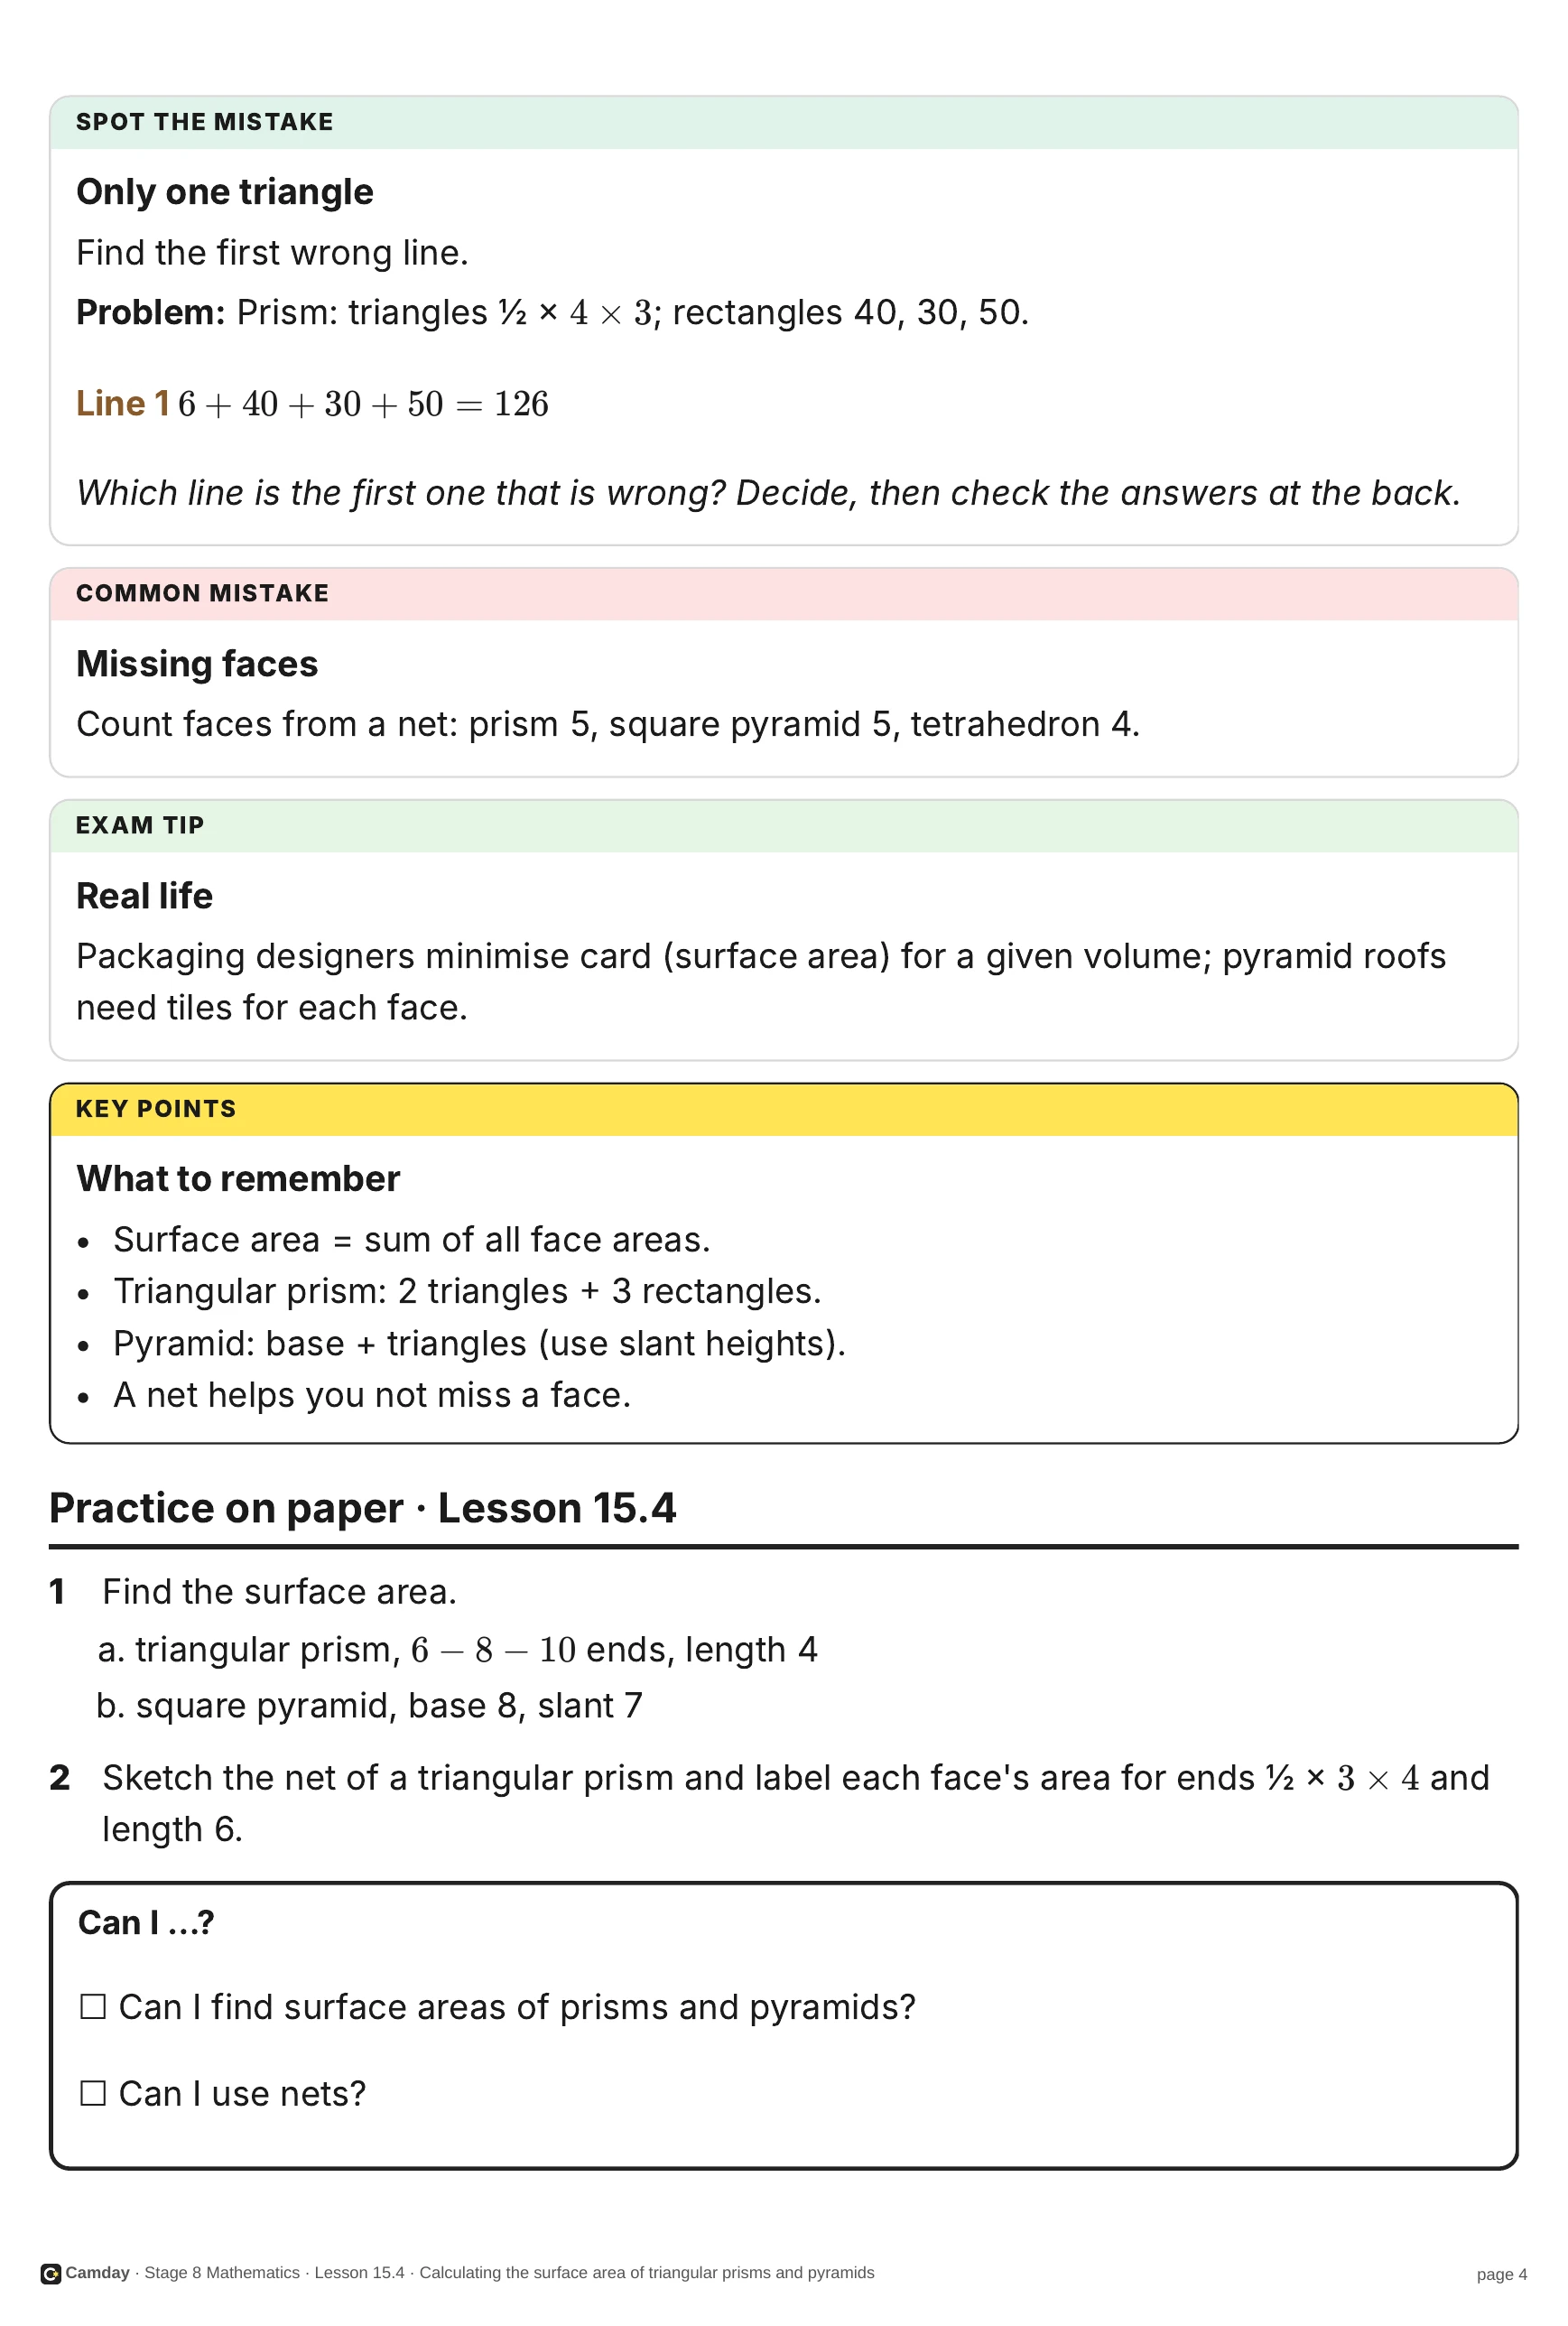 SPOT THE MISTAKE
Only one triangle
Find the first wrong line.
Problem: Prism: triangles ½ × 4 × 3; rectangles 40, 30, 50.
Line 1 6 + 40 + 30 + 50 = 126
Which line is the first one that is wrong? Decide, then check the answers at the back.
COMMON MISTAKE
Missing faces
Count faces from a net: prism 5, square pyramid 5, tetrahedron 4.
EXAM TIP
Real life
Packaging designers minimise card (surface area) for a given volume; pyramid roofs
need tiles for each face.
KEY POINTS
What to remember
• Surface area = sum of all face areas.
• Triangular prism: 2 triangles + 3 rectangles.
• Pyramid: base + triangles (use slant heights).
• A net helps you not miss a face.
Practice on paper · Lesson 15.4
1 Find the surface area.
a. triangular prism, 6 − 8 − 10 ends, length 4
b. square pyramid, base 8, slant 7
2 Sketch the net of a triangular prism and label each face's area for ends ½ × 3 × 4 and
length 6.
Can I …?
☐ Can I find surface areas of prisms and pyramids?
☐ Can I use nets?
Camday · Stage 8 Mathematics · Lesson 15.4 · Calculating the surface area of triangular prisms and pyramids
page 4